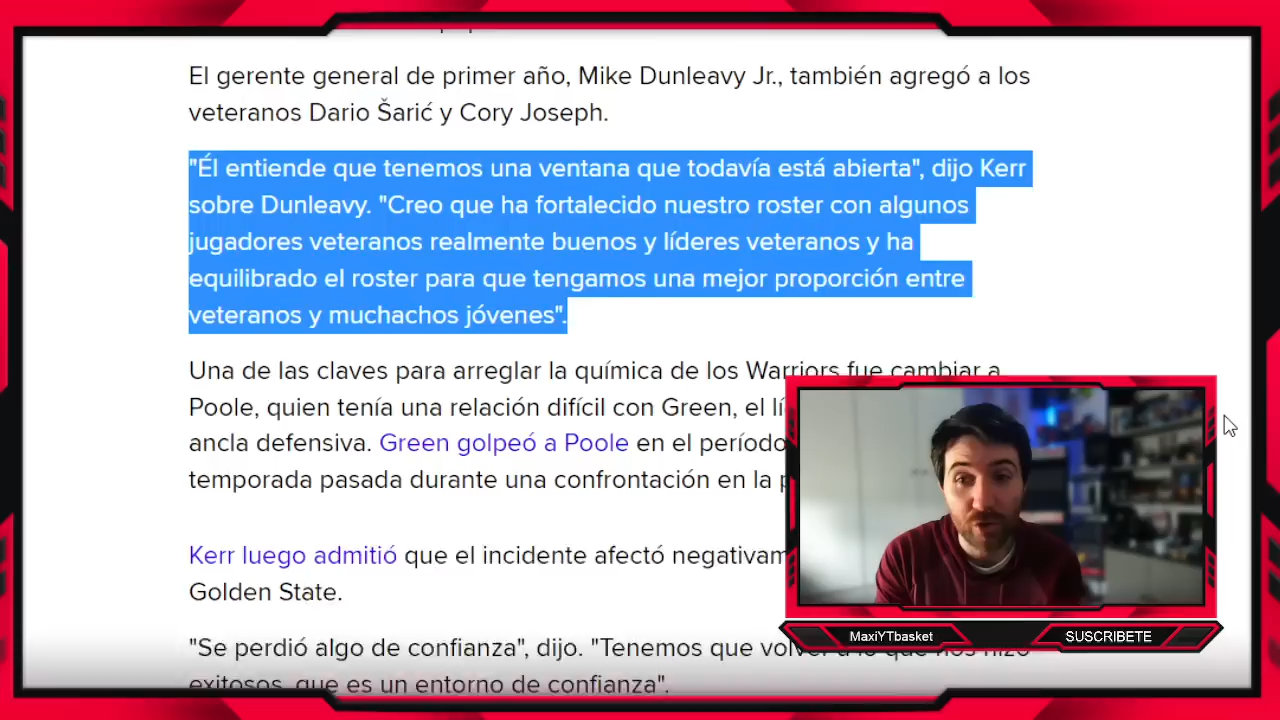 El gerente general de primer año, Mike Dunleavy Jr., también agregó a los
veteranos Dario Šarić y Cory Joseph.
"Él entiende que tenemos una ventana que todavía está abierta", dijo Kerr
sobre Dunleavy. "Creo que ha fortalecido nuestro roster con algunos
jugadores veteranos realmente buenos y líderes veteranos y ha
equilibrado el roster para que tengamos una mejor proporción entre
veteranos y muchachos jóvenes".
Una de las claves para arreglar la química de los Warriors fue cambiar a
Poole, quien tenía una relación difícil con Green, el
ancla defensiva. Green golpeó a Poole en el período
temporada pasada durante una confrontación en la
Kerr luego admitió que el incidente afectó
Golden State.
"Se perdió algo de confianza", dijo. "Tenemos que
exitosos, que es un entorno de confianza".
MaxiYTbasket
SUSCRIBETE